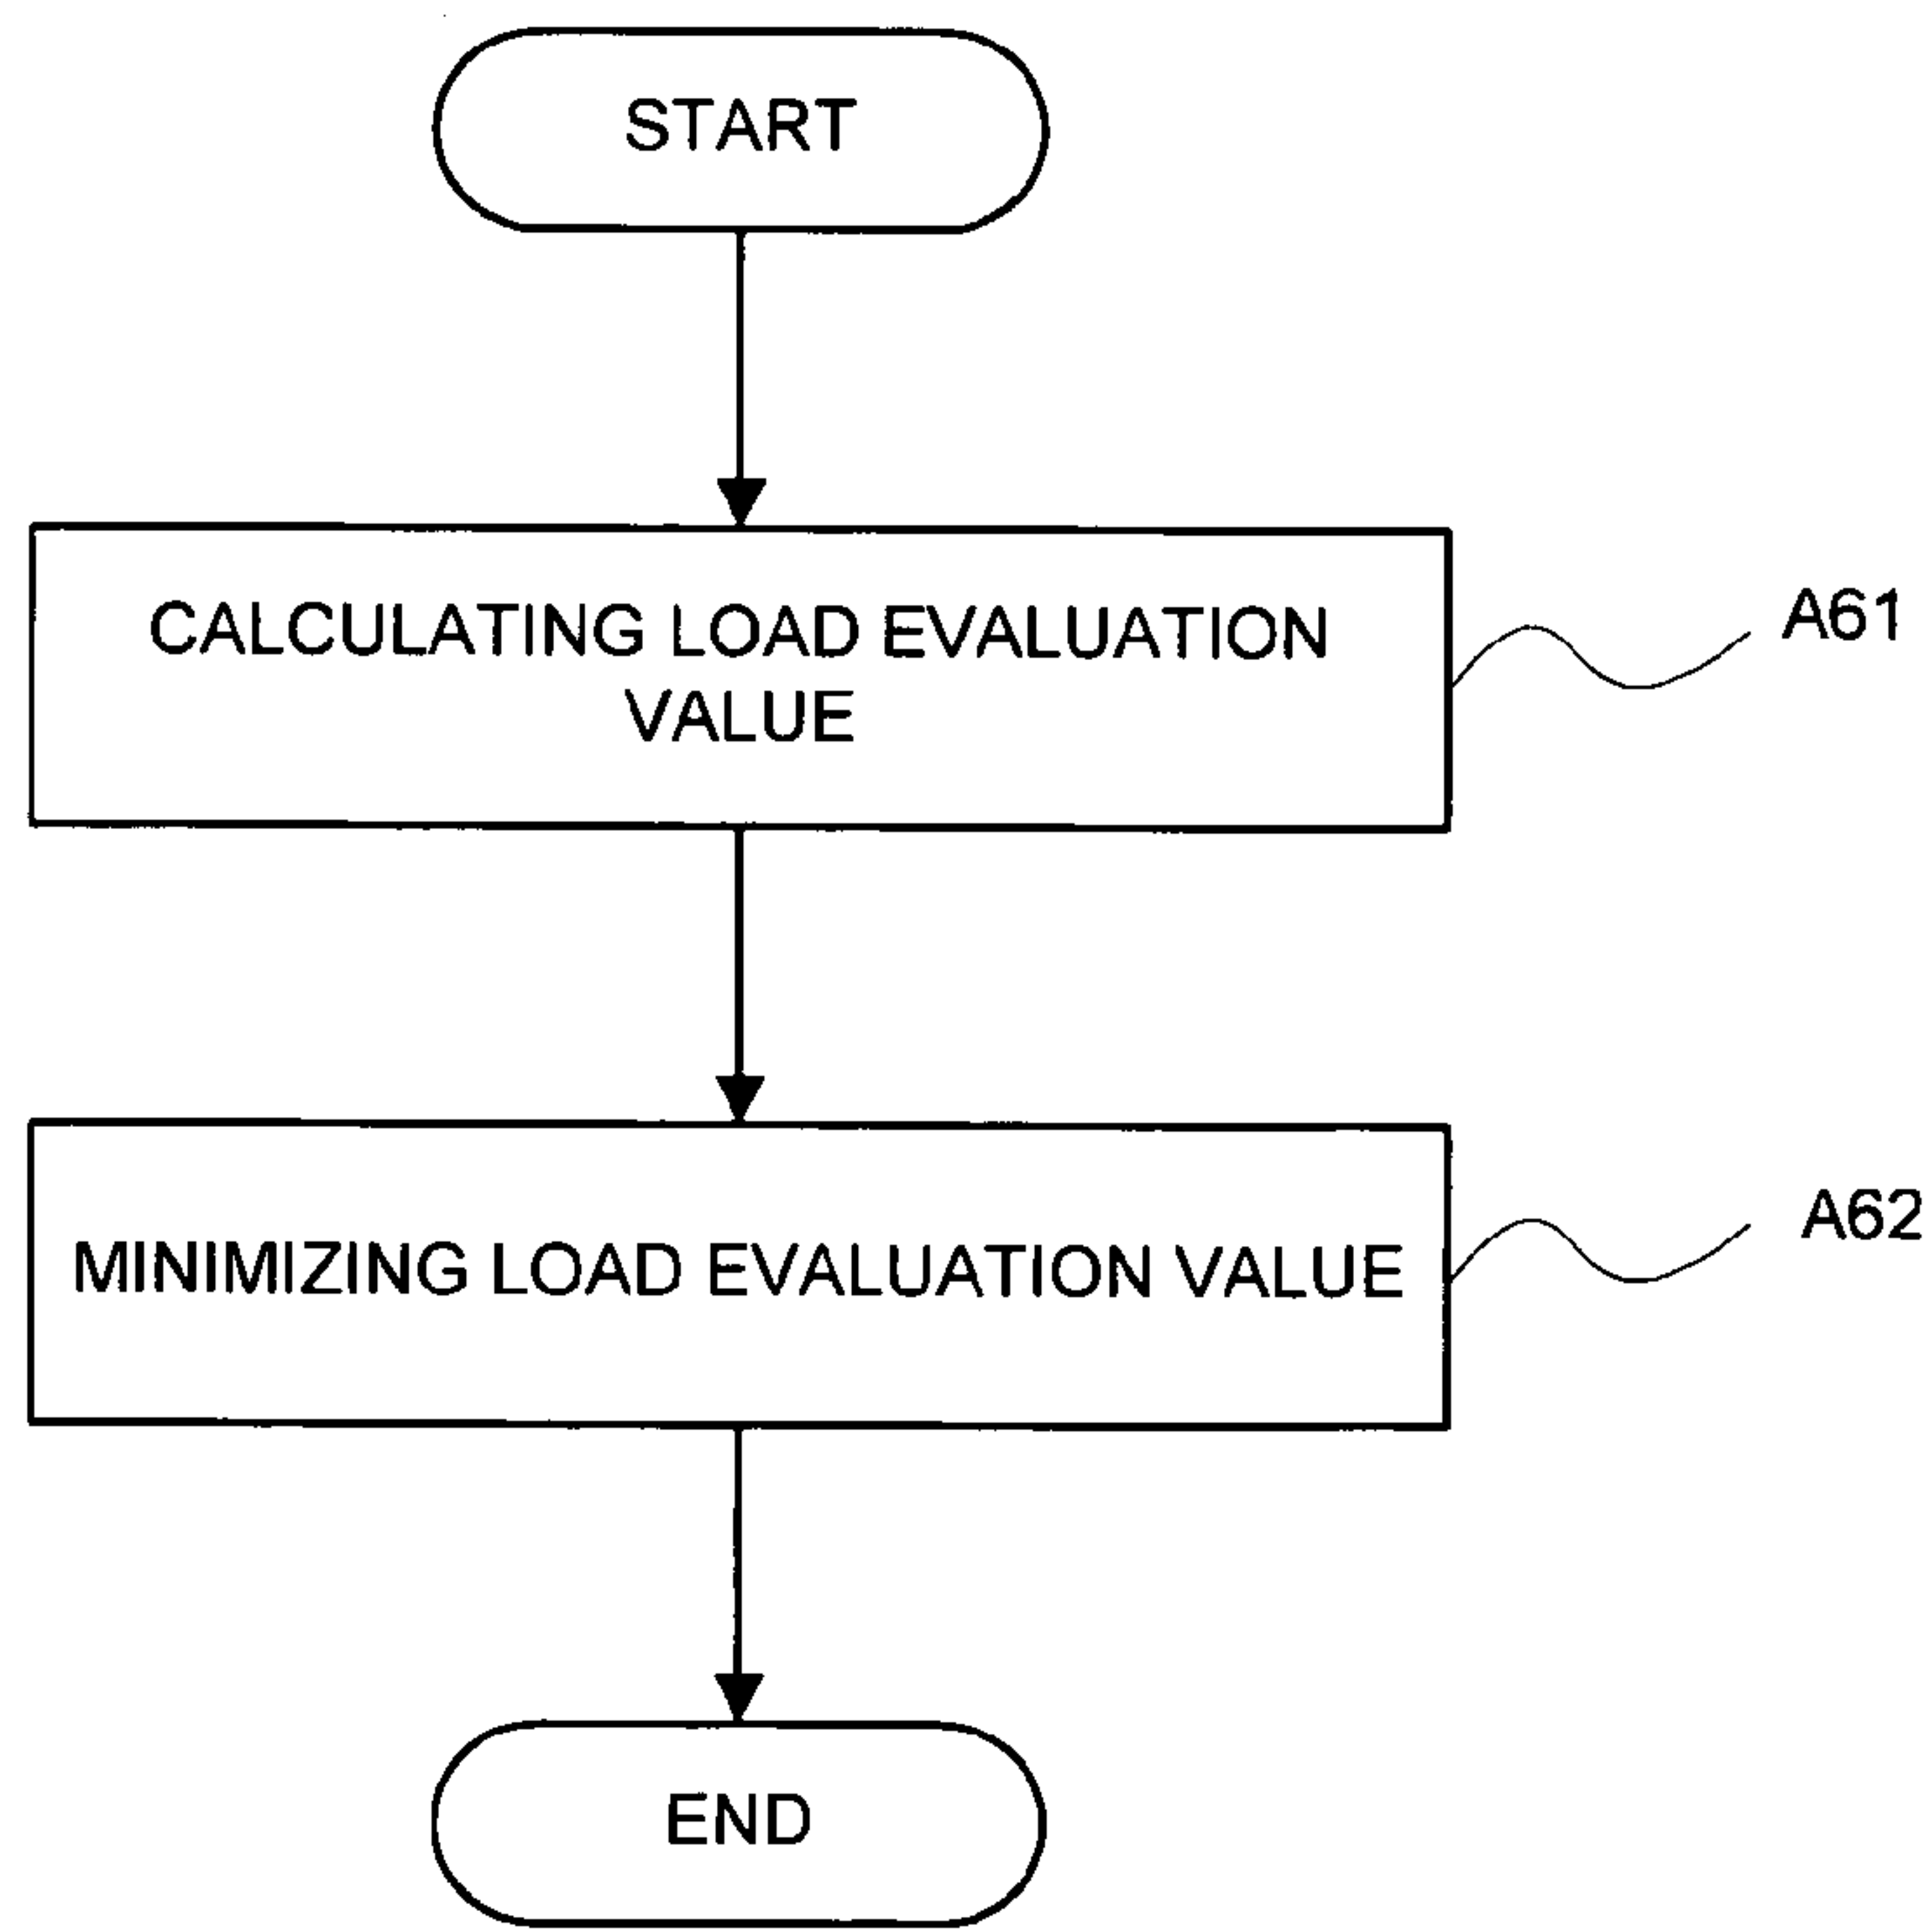 START
CALCULATING LOAD EVALUATION
VALUE
A61
MINIMIZING LOAD EVALUATION VALUE
A62
END